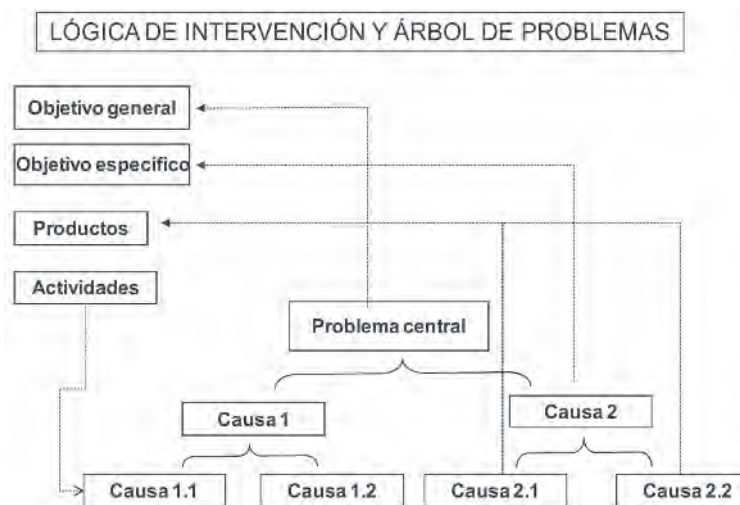 LÓGICA DE INTERVENCIÓN Y ÁRBOL DE PROBLEMAS
Objetivo general
Objetivo específico
Productos
Actividades
Problema central
Causa 1
Causa 2
Causa 1.1
Causa 1.2
Causa 2.1
Causa 2.2